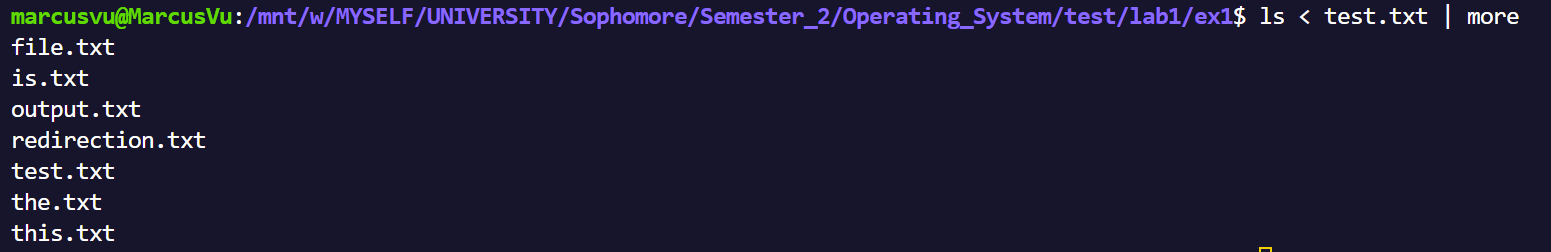 marcusvu@MarcusVu:/mnt/w/MYSELF/UNIVERSITY/Sophomore/Semester_2/Operating_System/test/lab1/ex1$ ls < test.txt | more
file.txt
is.txt
output.txt
redirection.txt
test.txt
the.txt
this.txt